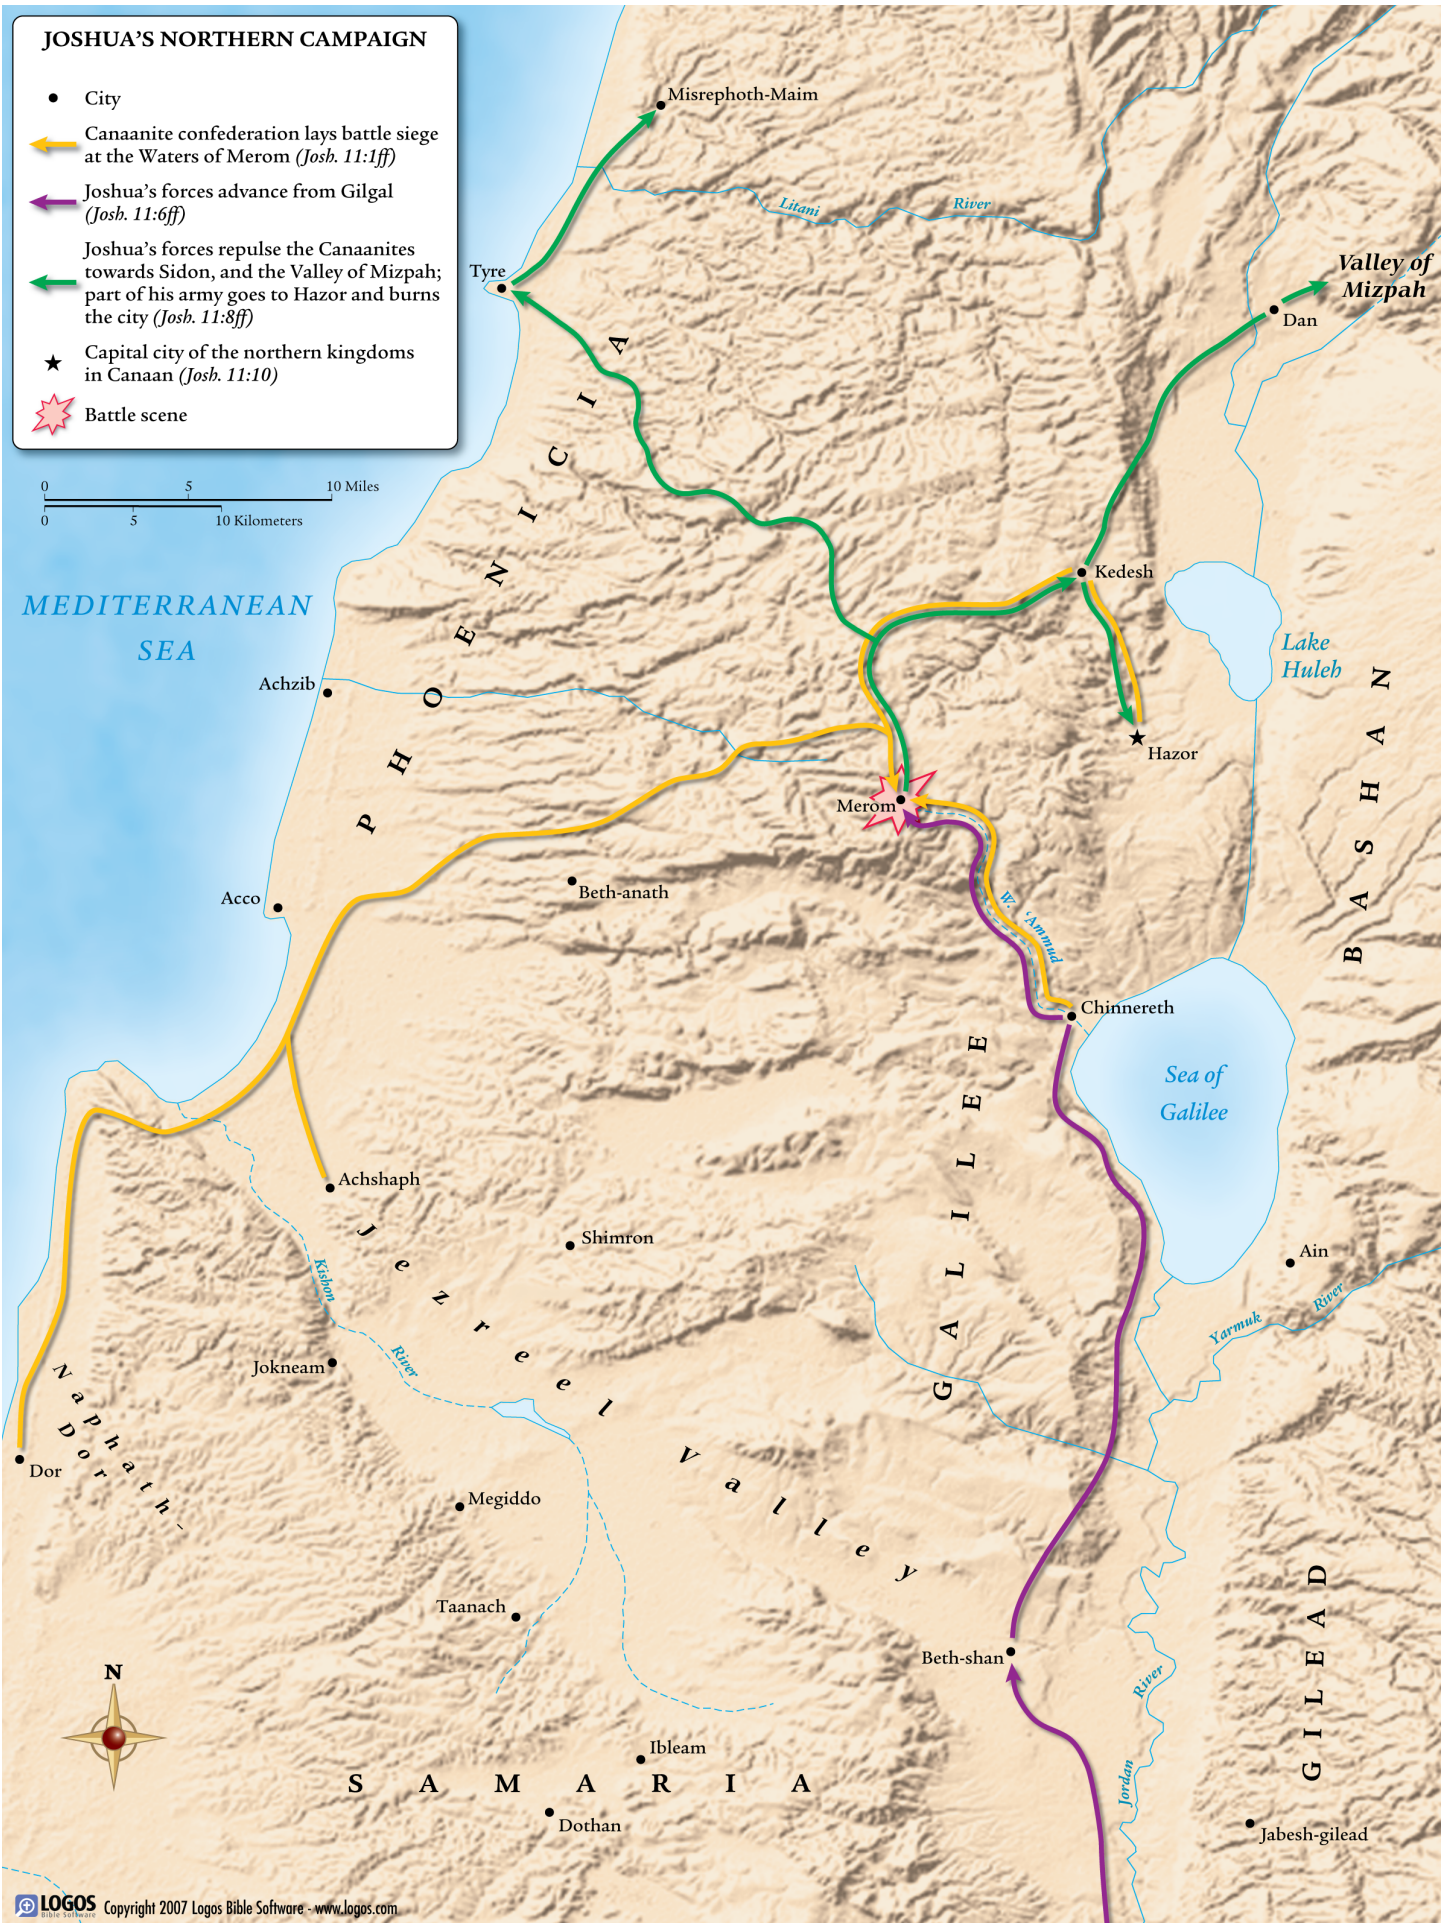 JOSHUA'S NORTHERN CAMPAIGN
City
Canaanite confederation lays battle siege
at the Waters of Merom (Josh. 11:1ff)
Joshua's forces advance from Gilgal
(Josh. 11:6ff)
Joshua's forces repulse the Canaanites
towards Sidon, and the Valley of Mizpah;
part of his army goes to Hazor and burns
the city (Josh. 11:8ff)
Capital city of the northern kingdoms
in Canaan (Josh. 11:10)
Battle scene
0 5 10 Miles
0 5 10 Kilometers
Misrephoth-Maim
Litani River
Tyre
Valley of
Mizpah
Dan
PHOENICIA
Kedesh
MEDITERRANEAN
SEA
Lake
Huleh
Achzib
Hazor
BASHAN
Merom
Beth-anath
Acco
W. 'Ammud
Chinnereth
Sea of
Galilee
GALILEE
Achshaph
Shimron
Ain
Yarmuk River
Kishon River
Jezreel Valley
Jokneam
Naphath-
Dor
Dor
Megiddo
Taanach
Beth-shan
GILEAD
Jordan River
N
Ibleam
SAMARIA
Dothan
Jabesh-gilead
LOGOS
Bible Software
Copyright 2007 Logos Bible Software - www.logos.com